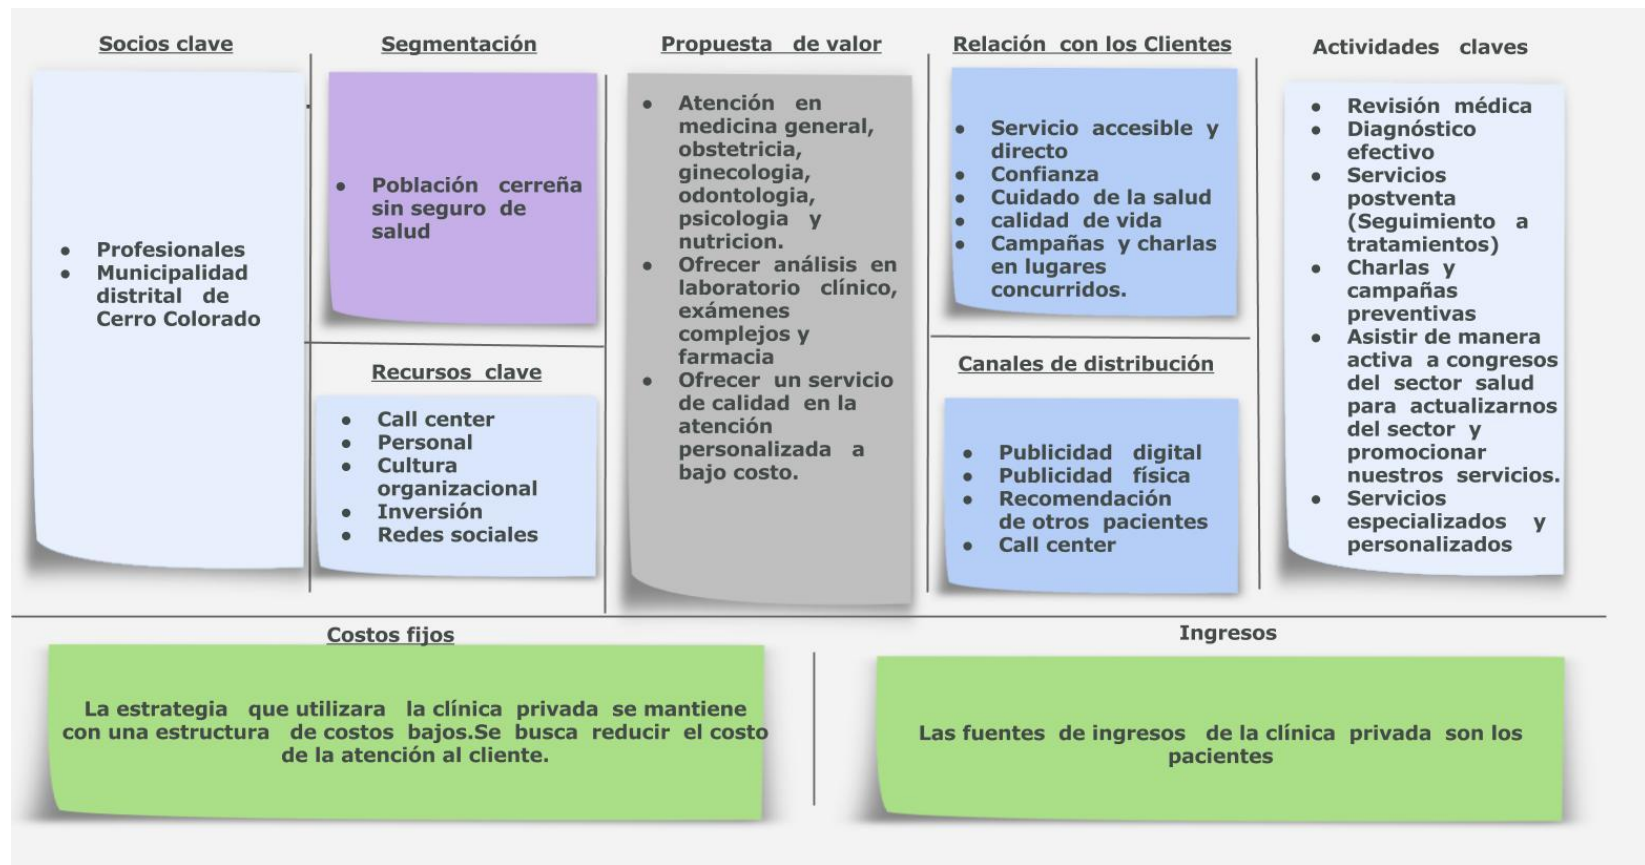 Socios clave
● Profesionales
● Municipalidad
distrital de
Cerro Colorado
Segmentación
● Población cerreña
sin seguro de
salud
Recursos clave
● Call center
● Personal
● Cultura
organizacional
● Inversión
● Redes sociales
Propuesta de valor
● Atención en
medicina general,
obstetricia,
ginecologia,
odontologia,
psicologia y
nutricion.
● Ofrecer análisis en
laboratorio clínico,
exámenes
complejos y
farmacia
● Ofrecer un servicio
de calidad en la
atención
personalizada a
bajo costo.
Relación con los Clientes
● Servicio accesible y
directo
● Confianza
● Cuidado de la salud
● calidad de vida
● Campañas y charlas
en lugares
concurridos.
Canales de distribución
● Publicidad digital
● Publicidad física
● Recomendación
de otros pacientes
● Call center
Actividades claves
● Revisión médica
● Diagnóstico
efectivo
● Servicios
postventa
(Seguimiento a
tratamientos)
● Charlas y
campañas
preventivas
● Asistir de manera
activa a congresos
del sector salud
para actualizarnos
del sector y
promocionar
nuestros servicios.
● Servicios
especializados y
personalizados
Costos fijos
La estrategia que utilizara la clínica privada se mantiene
con una estructura de costos bajos.Se busca reducir el costo
de la atención al cliente.
Ingresos
Las fuentes de ingresos de la clínica privada son los
pacientes